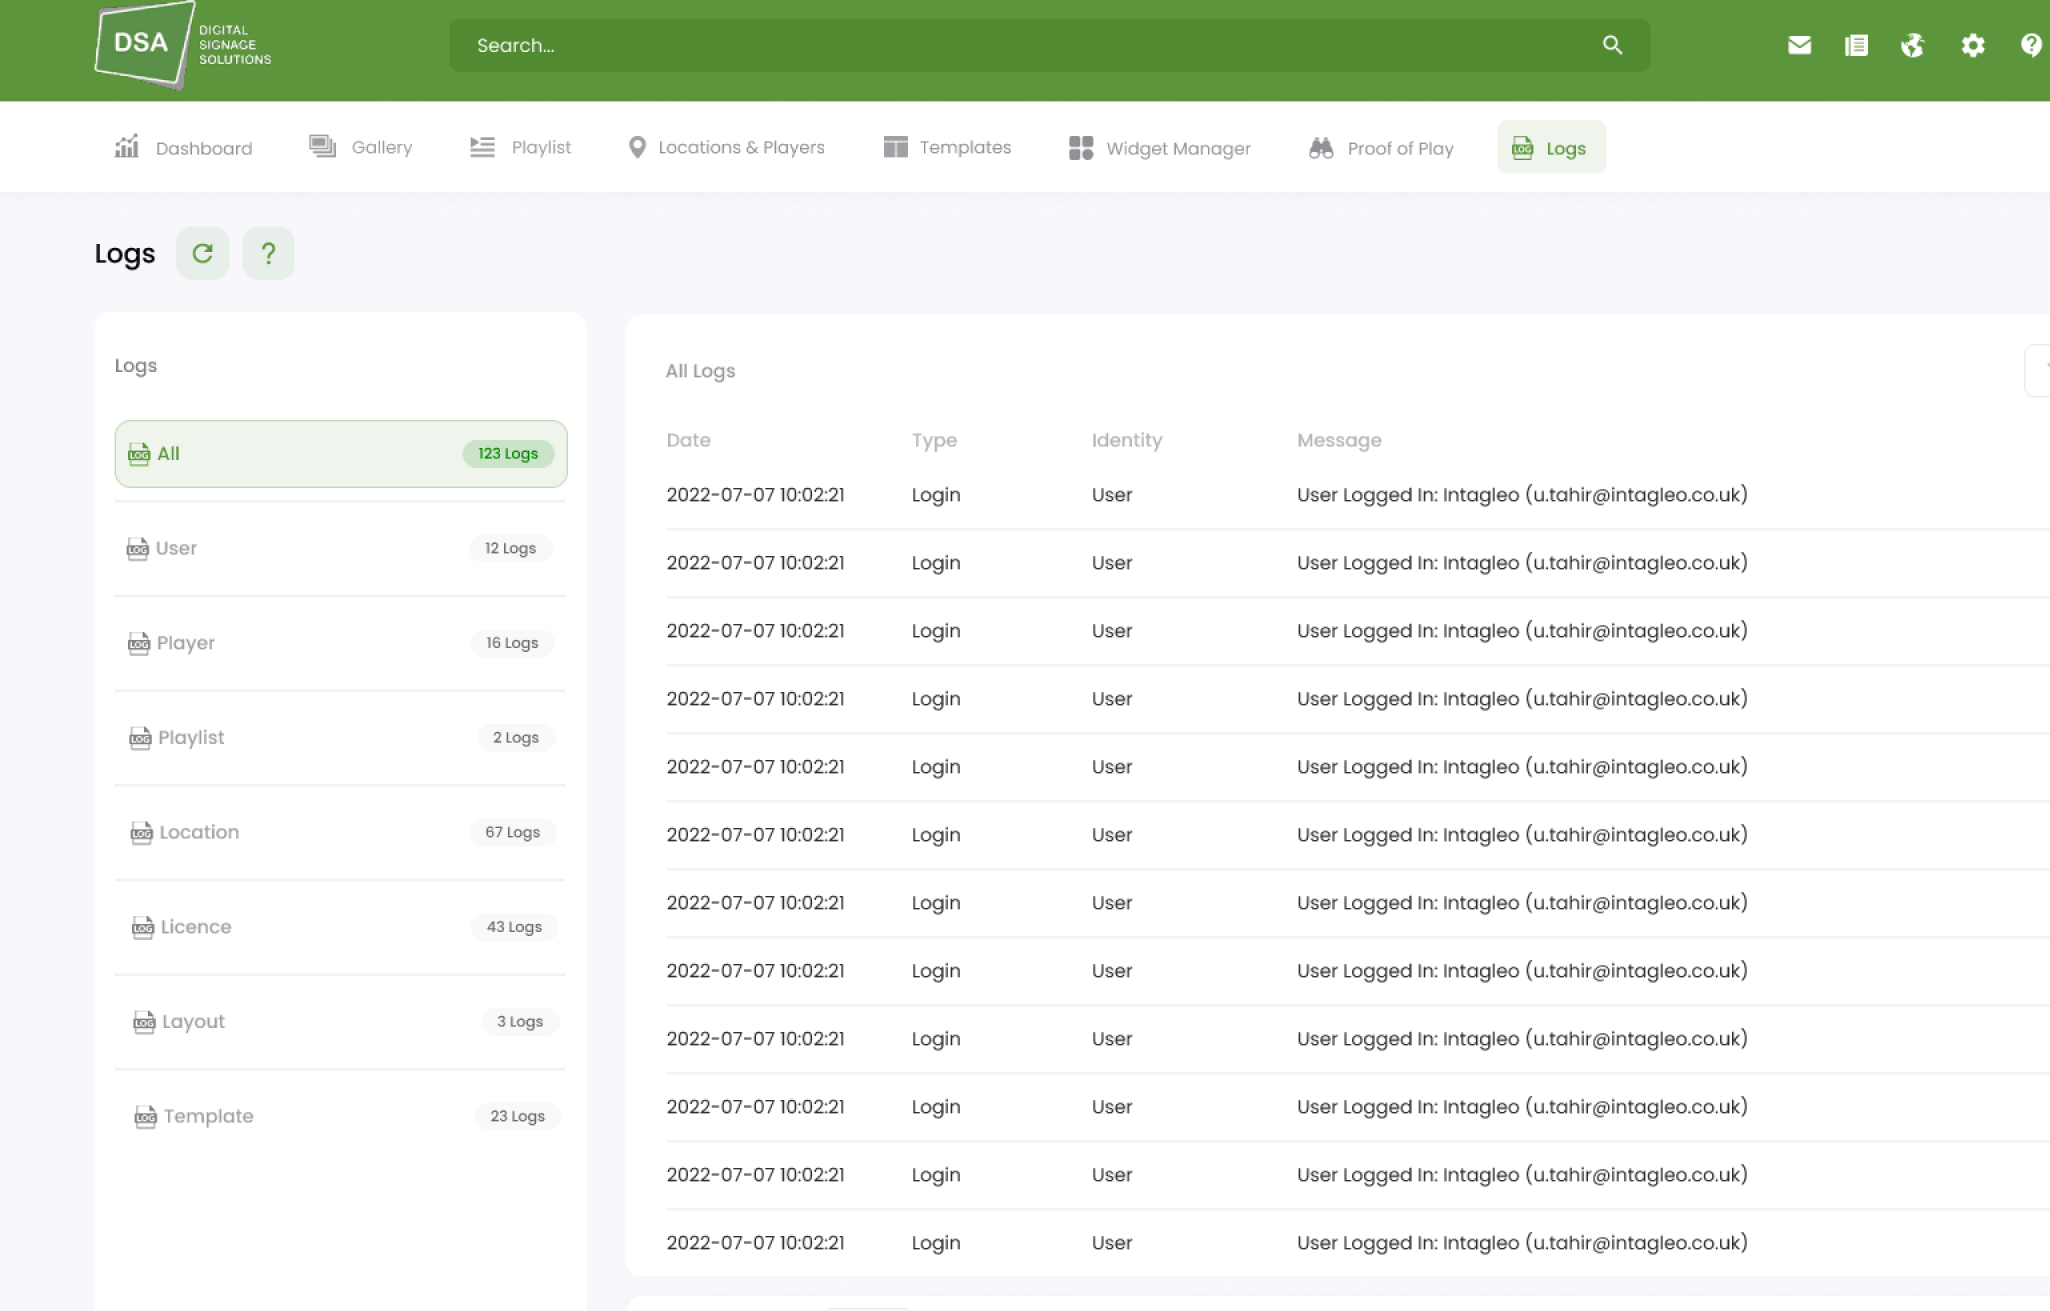 DSA
DIGITAL
SIGNAGE
SOLUTIONS
Search...
Dashboard
Gallery
Playlist
Locations & Players
Templates
Widget Manager
Proof of Play
LOG Logs
Logs
?
Logs
LOG All 123 Logs
LOG User 12 Logs
LOG Player 16 Logs
LOG Playlist 2 Logs
LOG Location 67 Logs
LOG Licence 43 Logs
LOG Layout 3 Logs
LOG Template 23 Logs
All Logs
Date Type Identity Message
2022-07-07 10:02:21 Login User User Logged In: Intagleo (u.tahir@intagleo.co.uk)
2022-07-07 10:02:21 Login User User Logged In: Intagleo (u.tahir@intagleo.co.uk)
2022-07-07 10:02:21 Login User User Logged In: Intagleo (u.tahir@intagleo.co.uk)
2022-07-07 10:02:21 Login User User Logged In: Intagleo (u.tahir@intagleo.co.uk)
2022-07-07 10:02:21 Login User User Logged In: Intagleo (u.tahir@intagleo.co.uk)
2022-07-07 10:02:21 Login User User Logged In: Intagleo (u.tahir@intagleo.co.uk)
2022-07-07 10:02:21 Login User User Logged In: Intagleo (u.tahir@intagleo.co.uk)
2022-07-07 10:02:21 Login User User Logged In: Intagleo (u.tahir@intagleo.co.uk)
2022-07-07 10:02:21 Login User User Logged In: Intagleo (u.tahir@intagleo.co.uk)
2022-07-07 10:02:21 Login User User Logged In: Intagleo (u.tahir@intagleo.co.uk)
2022-07-07 10:02:21 Login User User Logged In: Intagleo (u.tahir@intagleo.co.uk)
2022-07-07 10:02:21 Login User User Logged In: Intagleo (u.tahir@intagleo.co.uk)